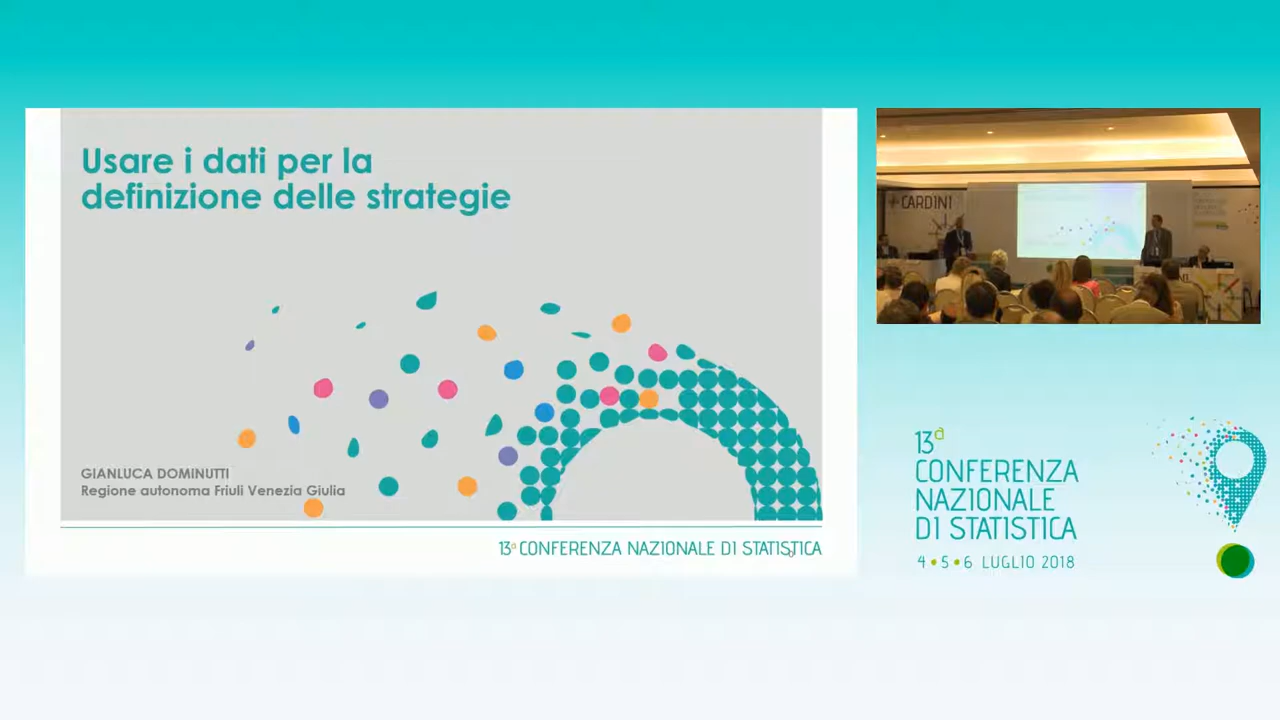 Usare i dati per la
definizione delle strategie
GIANLUCA DOMINUTTI
Regione autonoma Friuli Venezia Giulia
13ª CONFERENZA NAZIONALE DI STATISTICA
CARDINI
13ª
CONFERENZA
NAZIONALE
DI STATISTICA
4•5•6 LUGLIO 2018